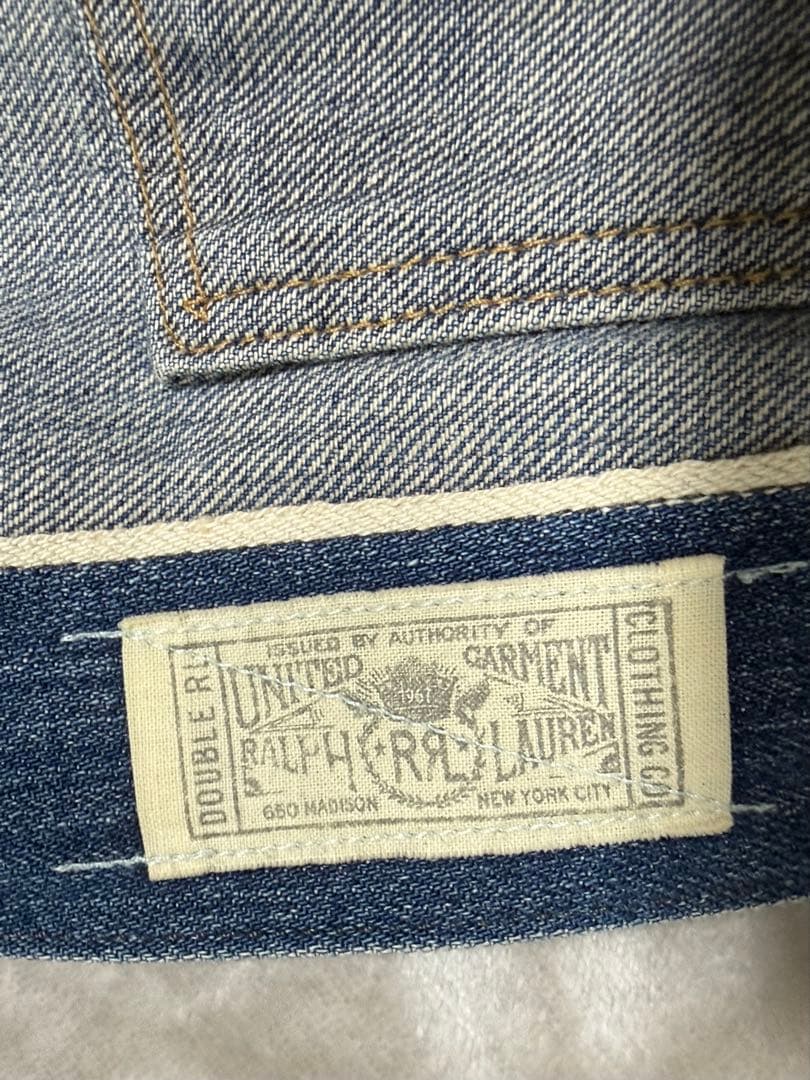 ISSUED BY AUTHORITY OF
UNITED GARMENT
1967
RALPH RRL LAUREN
650 MADISON NEW YORK CITY
DOUBLE RL
CLOTHING CO